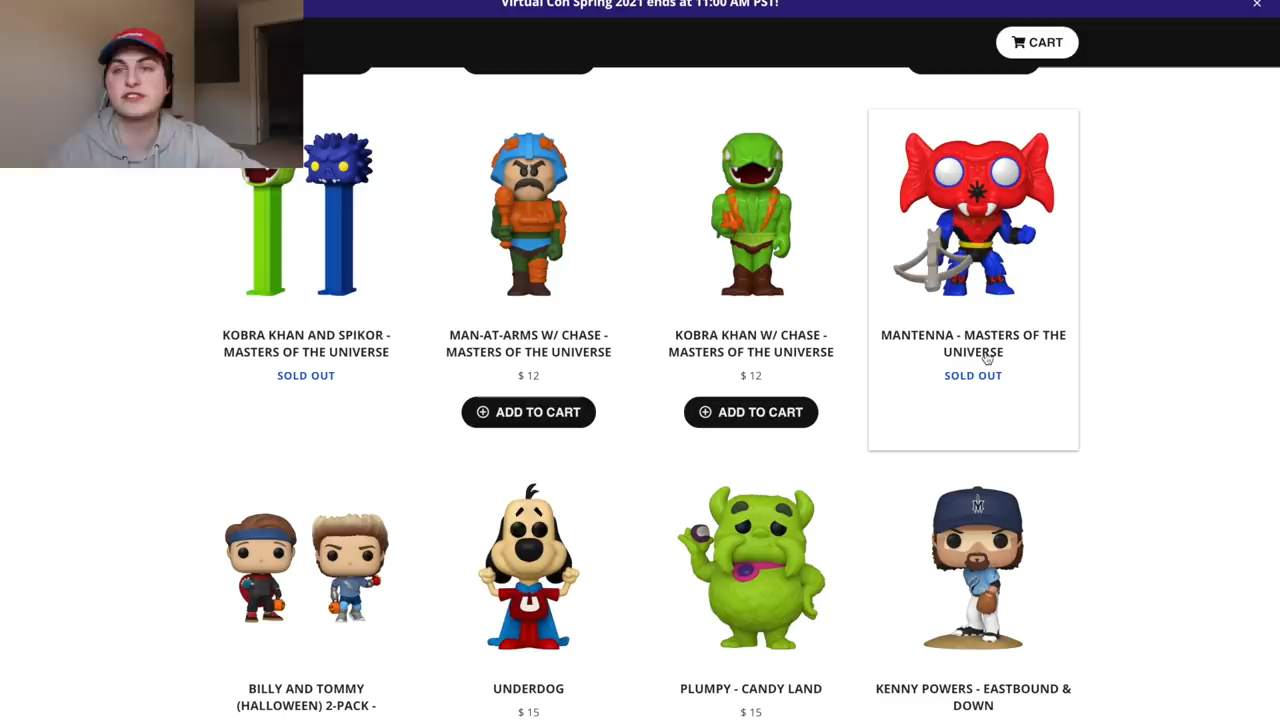 Virtual Con Spring 2021 ends at 11:00 AM PST!
CART
KOBRA KHAN AND SPIKOR -
MASTERS OF THE UNIVERSE
SOLD OUT
MAN-AT-ARMS W/ CHASE -
MASTERS OF THE UNIVERSE
$ 12
ADD TO CART
KOBRA KHAN W/ CHASE -
MASTERS OF THE UNIVERSE
$ 12
ADD TO CART
MANTENNA - MASTERS OF THE
UNIVERSE
SOLD OUT
BILLY AND TOMMY
(HALLOWEEN) 2-PACK -
UNDERDOG
$ 15
PLUMPY - CANDY LAND
$ 15
KENNY POWERS - EASTBOUND &
DOWN